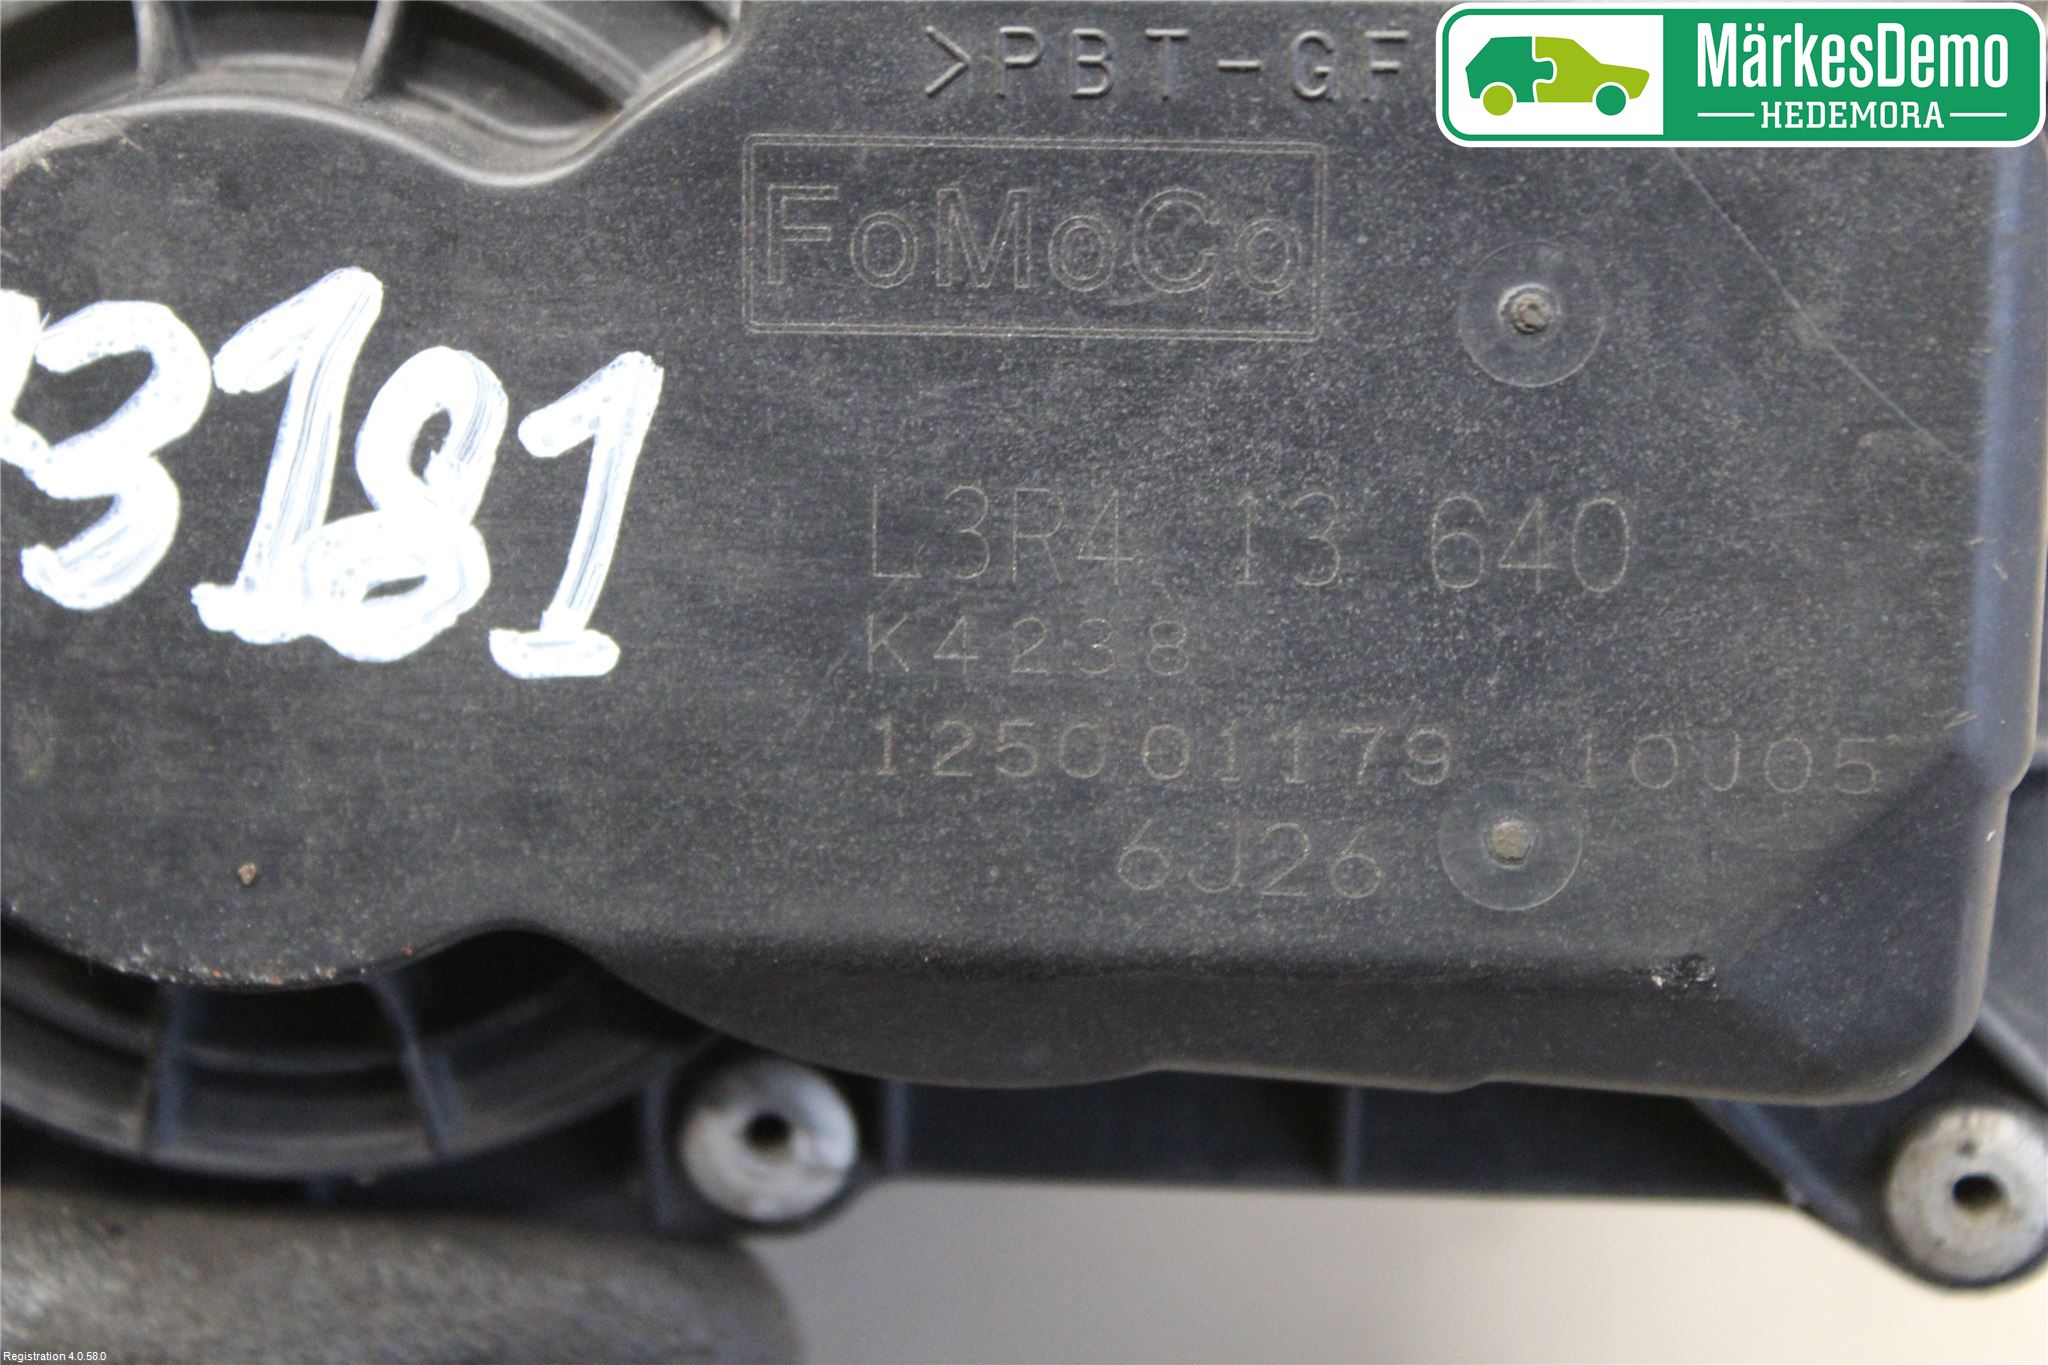 >PBT-GF
MärkesDemo
HEDEMORA
FoMoCo
3181
L3R4 13 640
K4238
125001179 10J05
6J26
Registration 4.0.58.0